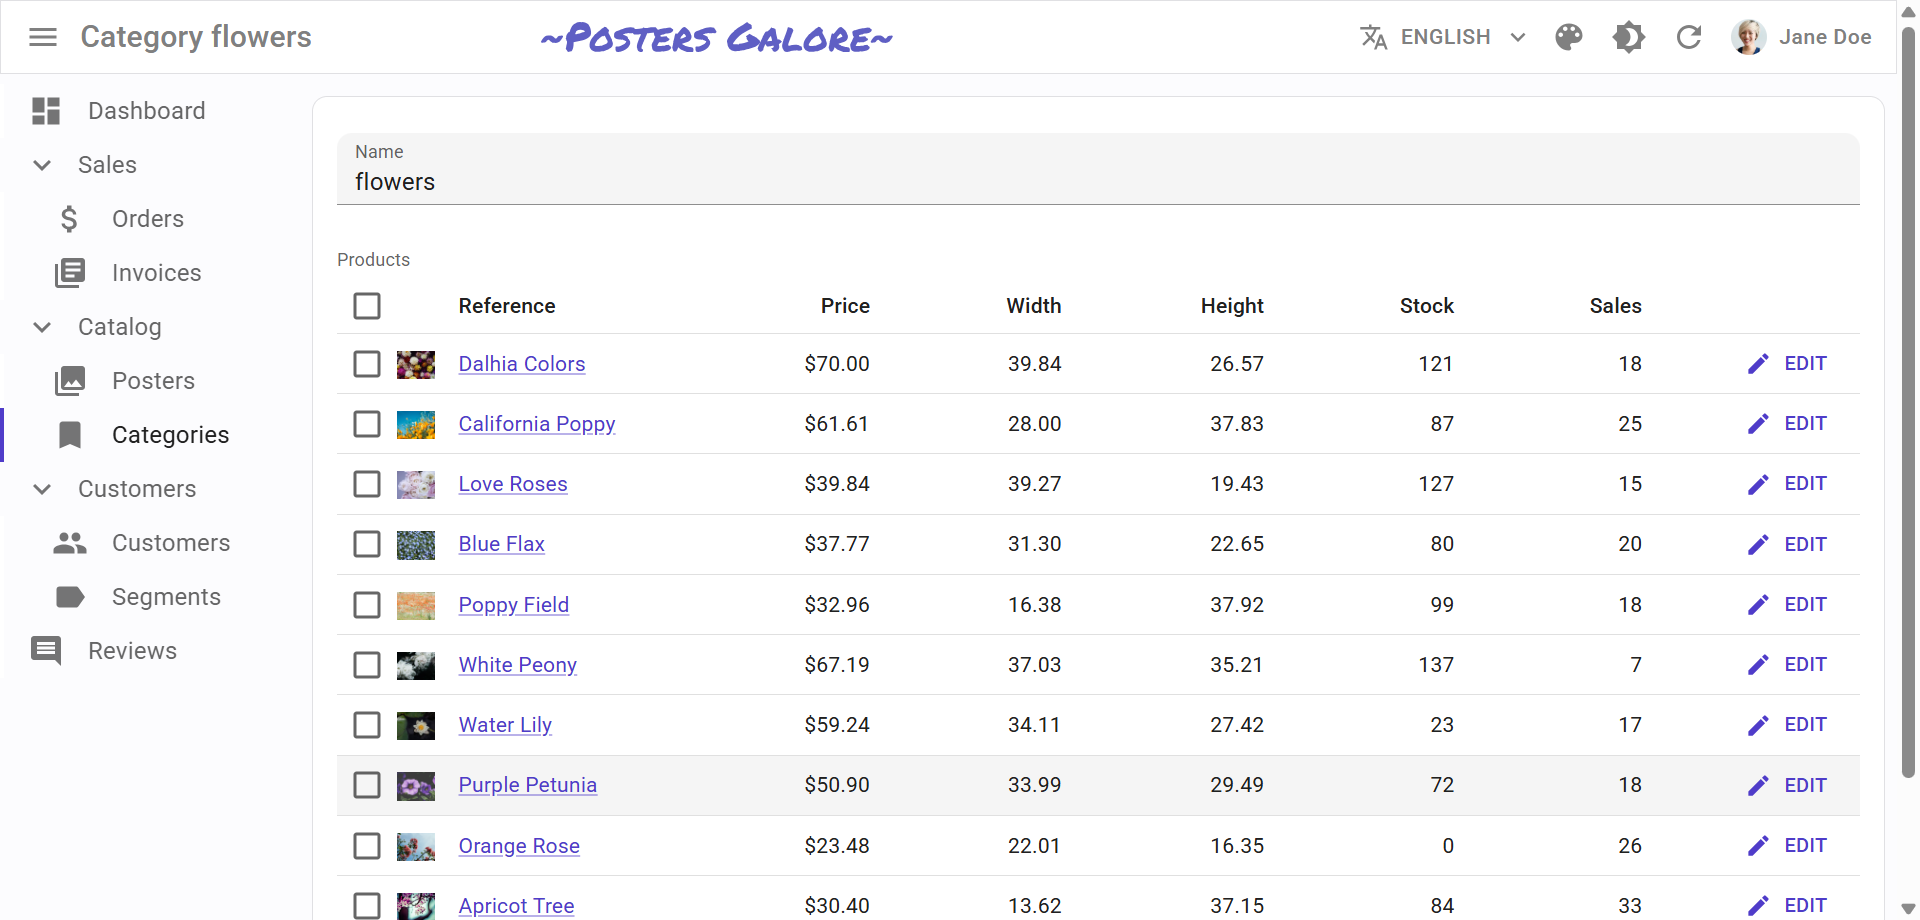 Category flowers
~Posters Galore~
ENGLISH
Jane Doe
Dashboard
Sales
Orders
Invoices
Catalog
Posters
Categories
Customers
Customers
Segments
Reviews
Name
flowers
Products
Reference Price Width Height Stock Sales
Dalhia Colors $70.00 39.84 26.57 121 18 EDIT
California Poppy $61.61 28.00 37.83 87 25 EDIT
Love Roses $39.84 39.27 19.43 127 15 EDIT
Blue Flax $37.77 31.30 22.65 80 20 EDIT
Poppy Field $32.96 16.38 37.92 99 18 EDIT
White Peony $67.19 37.03 35.21 137 7 EDIT
Water Lily $59.24 34.11 27.42 23 17 EDIT
Purple Petunia $50.90 33.99 29.49 72 18 EDIT
Orange Rose $23.48 22.01 16.35 0 26 EDIT
Apricot Tree $30.40 13.62 37.15 84 33 EDIT